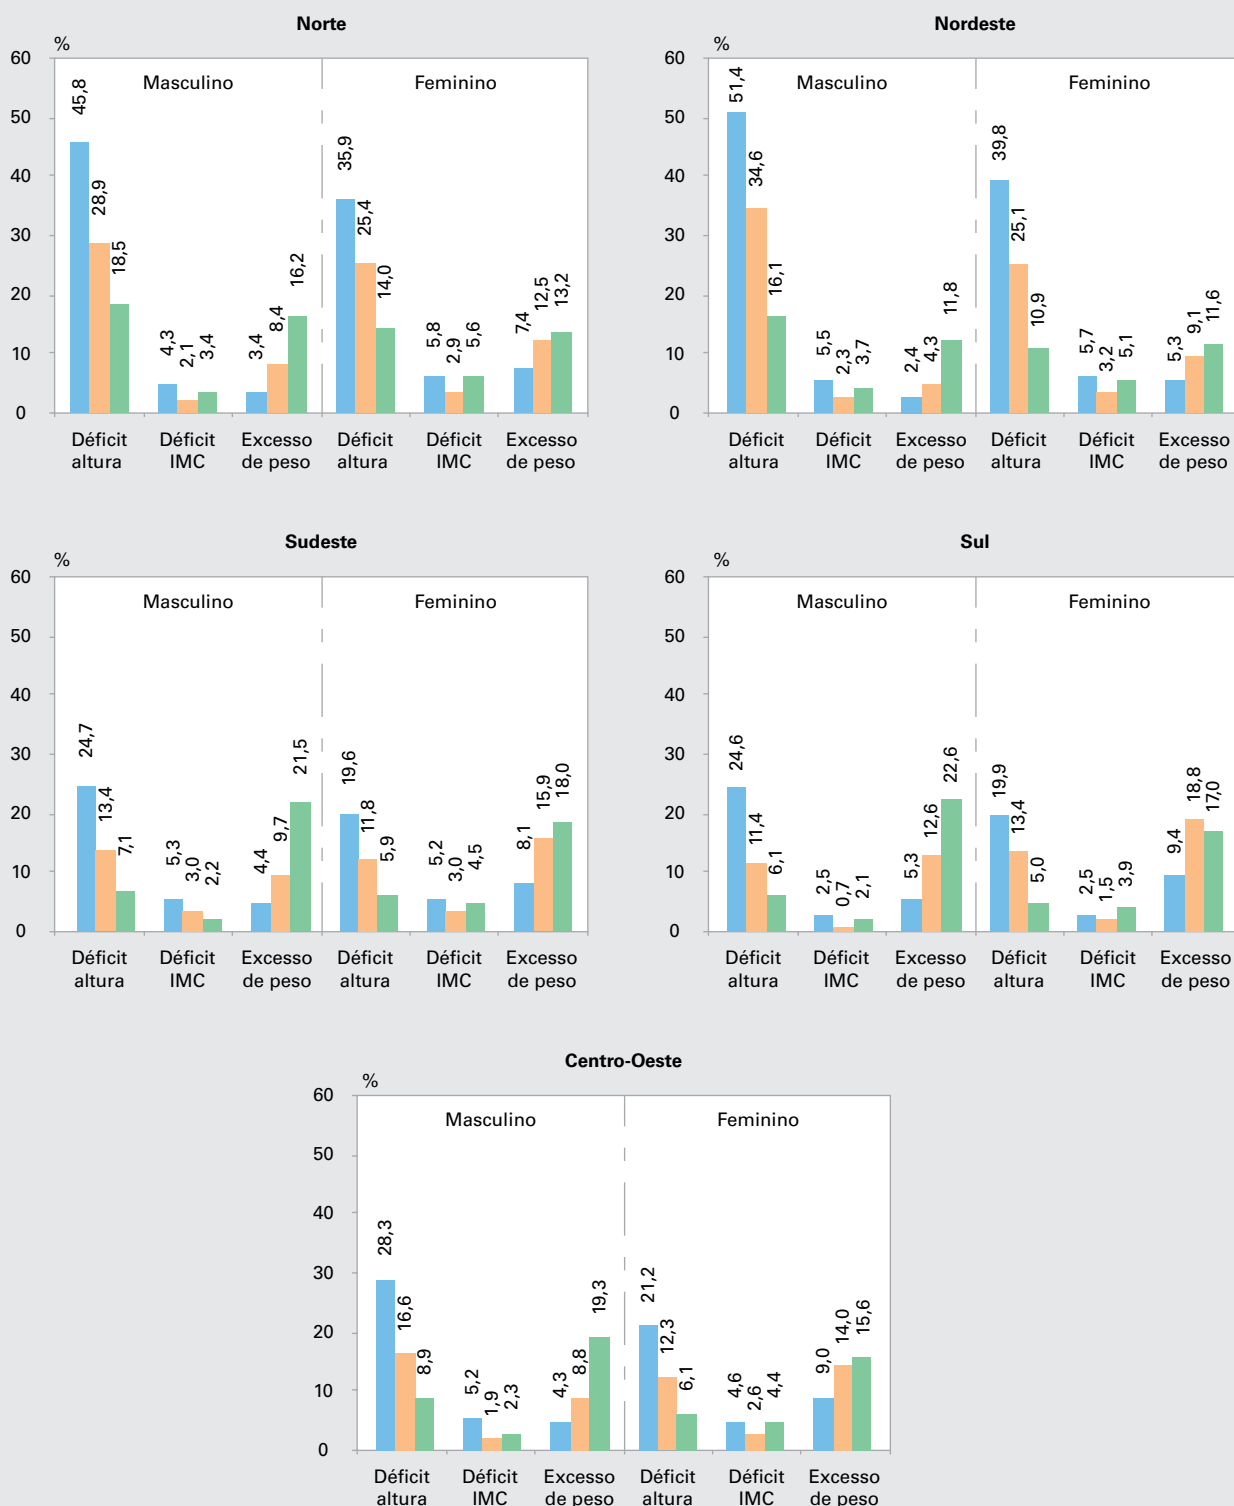 Norte
%
60
50
40
30
20
10
0
Masculino
Feminino
45,8
28,9
18,5
4,3
2,1
3,4
3,4
8,4
16,2
35,9
25,4
14,0
5,8
2,9
5,6
7,4
12,5
13,2
Déficit altura
Déficit IMC
Excesso de peso
Déficit altura
Déficit IMC
Excesso de peso
Nordeste
%
60
50
40
30
20
10
0
Masculino
Feminino
51,4
34,6
16,1
5,5
2,3
3,7
2,4
4,3
11,8
39,8
25,1
10,9
5,7
3,2
5,1
5,3
9,1
11,6
Déficit altura
Déficit IMC
Excesso de peso
Déficit altura
Déficit IMC
Excesso de peso
Sudeste
%
60
50
40
30
20
10
0
Masculino
Feminino
24,7
13,4
7,1
5,3
3,0
2,2
4,4
9,7
21,5
19,6
11,8
5,9
5,2
3,0
4,5
8,1
15,9
18,0
Déficit altura
Déficit IMC
Excesso de peso
Déficit altura
Déficit IMC
Excesso de peso
Sul
%
60
50
40
30
20
10
0
Masculino
Feminino
24,6
11,4
6,1
2,5
0,7
2,1
5,3
12,6
22,6
19,9
13,4
5,0
2,5
1,5
3,9
9,4
18,8
17,0
Déficit altura
Déficit IMC
Excesso de peso
Déficit altura
Déficit IMC
Excesso de peso
Centro-Oeste
%
60
50
40
30
20
10
0
Masculino
Feminino
28,3
16,6
8,9
5,2
1,9
2,3
4,3
8,8
19,3
21,2
12,3
6,1
4,6
2,6
4,4
9,0
14,0
15,6
Déficit altura
Déficit IMC
Excesso de peso
Déficit altura
Déficit IMC
Excesso de peso